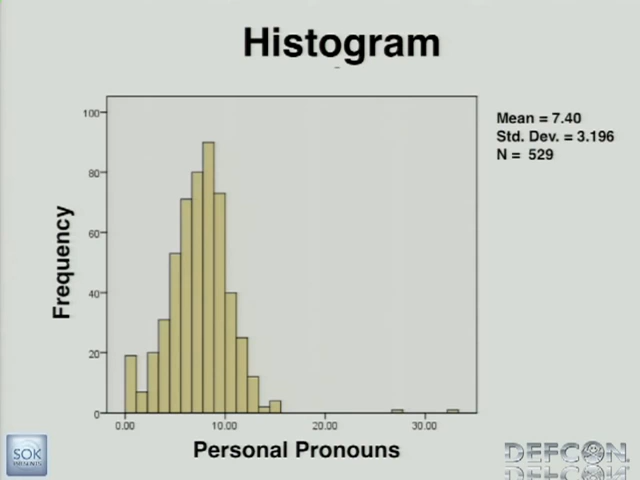 Histogram
Mean = 7.40
Std. Dev. = 3.196
N = 529
Frequency
100
80
60
40
20
0
0.00 10.00 20.00 30.00
Personal Pronouns
SOK
DEFCON